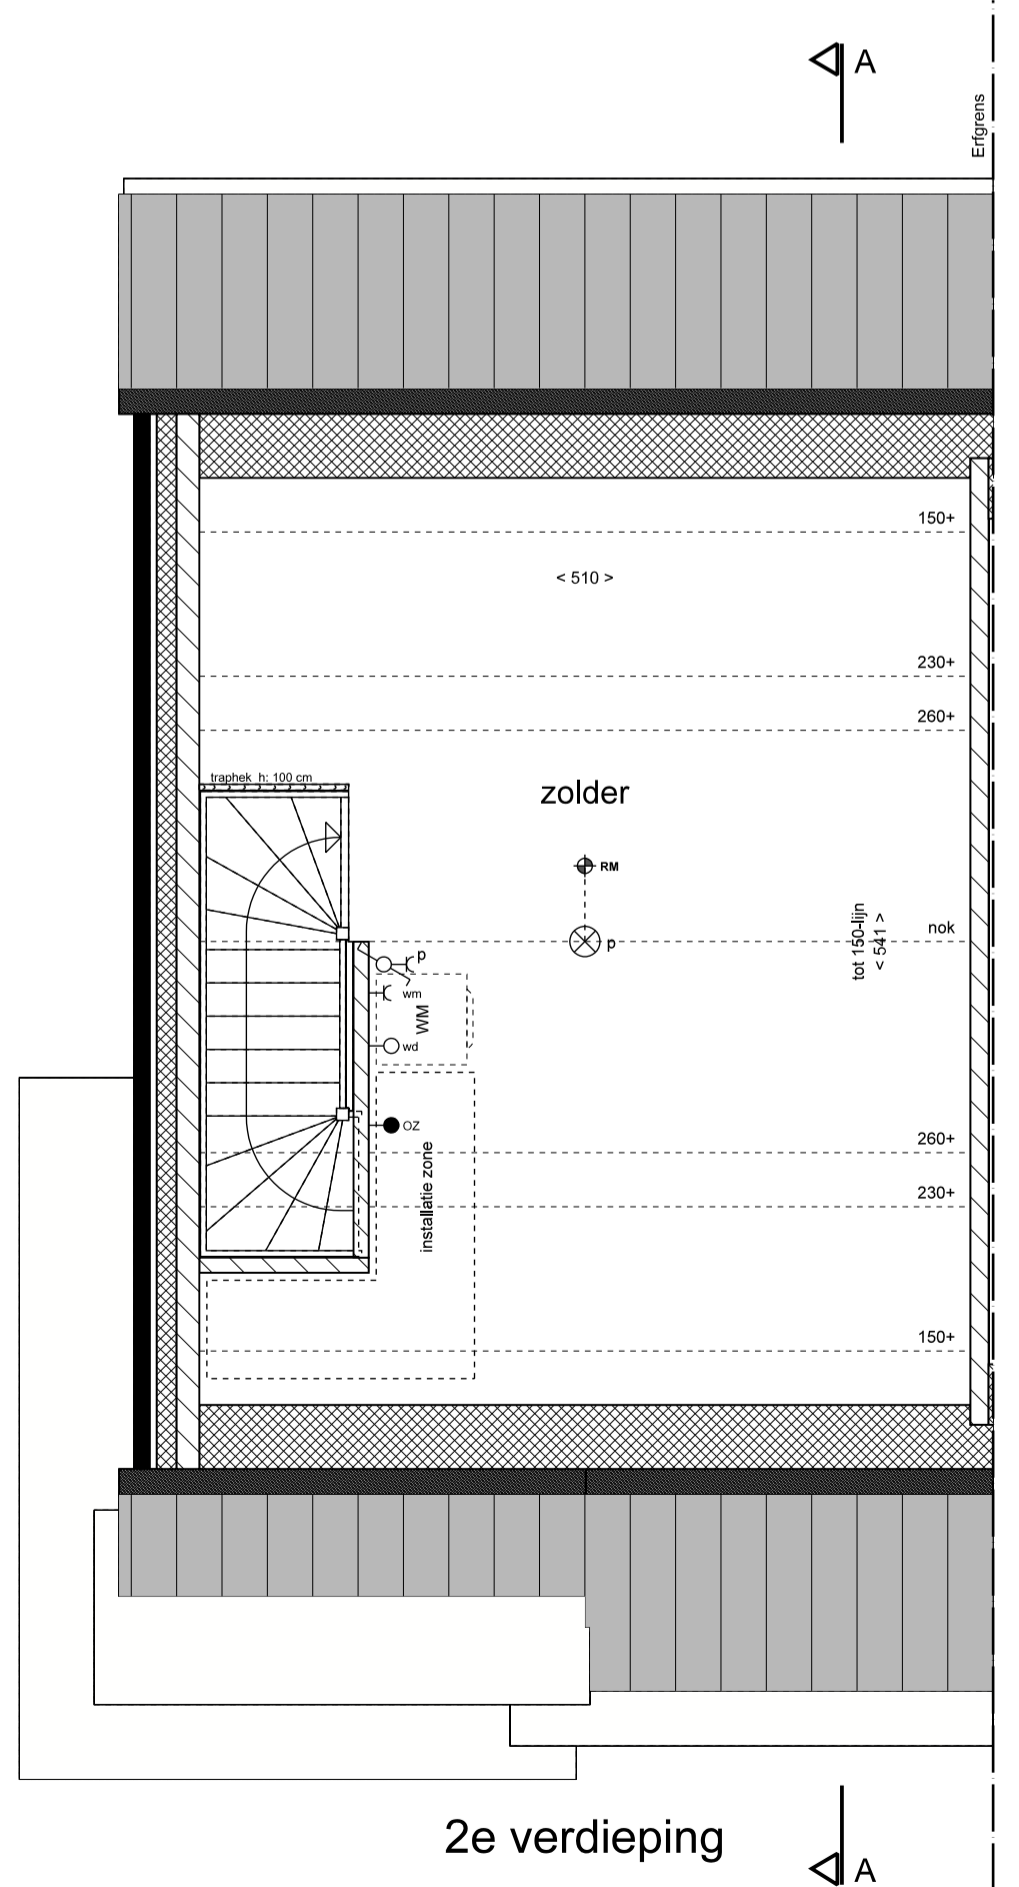 A
Erfgrens
150+
< 510 >
230+
260+
traphek h: 100 cm
zolder
RM
nok
tot 150-lijn
< 541 >
p
p
wm
WM
wd
OZ
260+
installatie zone
230+
150+
2e verdieping
A